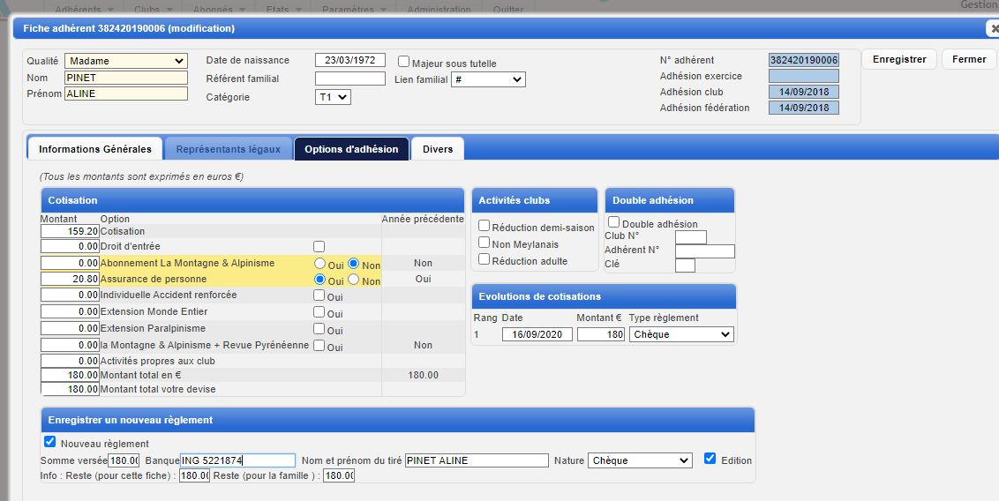 Adhérents Clubs Abonnés Etats Paramètres Administration Quitter Gestion
Fiche adhérent 382420190006 (modification)
Qualité Madame Date de naissance 23/03/1972 Majeur sous tutelle N° adhérent 382420190006 Enregistrer Fermer
Nom PINET Référent familial Lien familial # Adhésion exercice
Prénom ALINE Catégorie T1 Adhésion club 14/09/2018
Adhésion fédération 14/09/2018
Informations Générales Représentants légaux Options d'adhésion Divers
(Tous les montants sont exprimés en euros €)
Cotisation
Montant Option Année précédente
159.20 Cotisation
0.00 Droit d'entrée
0.00 Abonnement La Montagne & Alpinisme Oui Non Non
20.80 Assurance de personne Oui Non Oui
0.00 Individuelle Accident renforcée Oui
0.00 Extension Monde Entier Oui
0.00 Extension Paralpinisme Oui
0.00 la Montagne & Alpinisme + Revue Pyrénéenne Oui Non
0.00 Activités propres aux club
180.00 Montant total en € 180.00
180.00 Montant total votre devise
Activités clubs
Réduction demi-saison
Non Meylanais
Réduction adulte
Double adhésion
Double adhésion
Club N°
Adhérent N°
Clé
Evolutions de cotisations
Rang Date Montant € Type règlement
1 16/09/2020 180 Chèque
Enregistrer un nouveau règlement
Nouveau règlement
Somme versée 180.00 Banque ING 5221874 Nom et prénom du tiré PINET ALINE Nature Chèque Edition
Info : Reste (pour cette fiche) : 180.00 Reste (pour la famille ) : 180.00